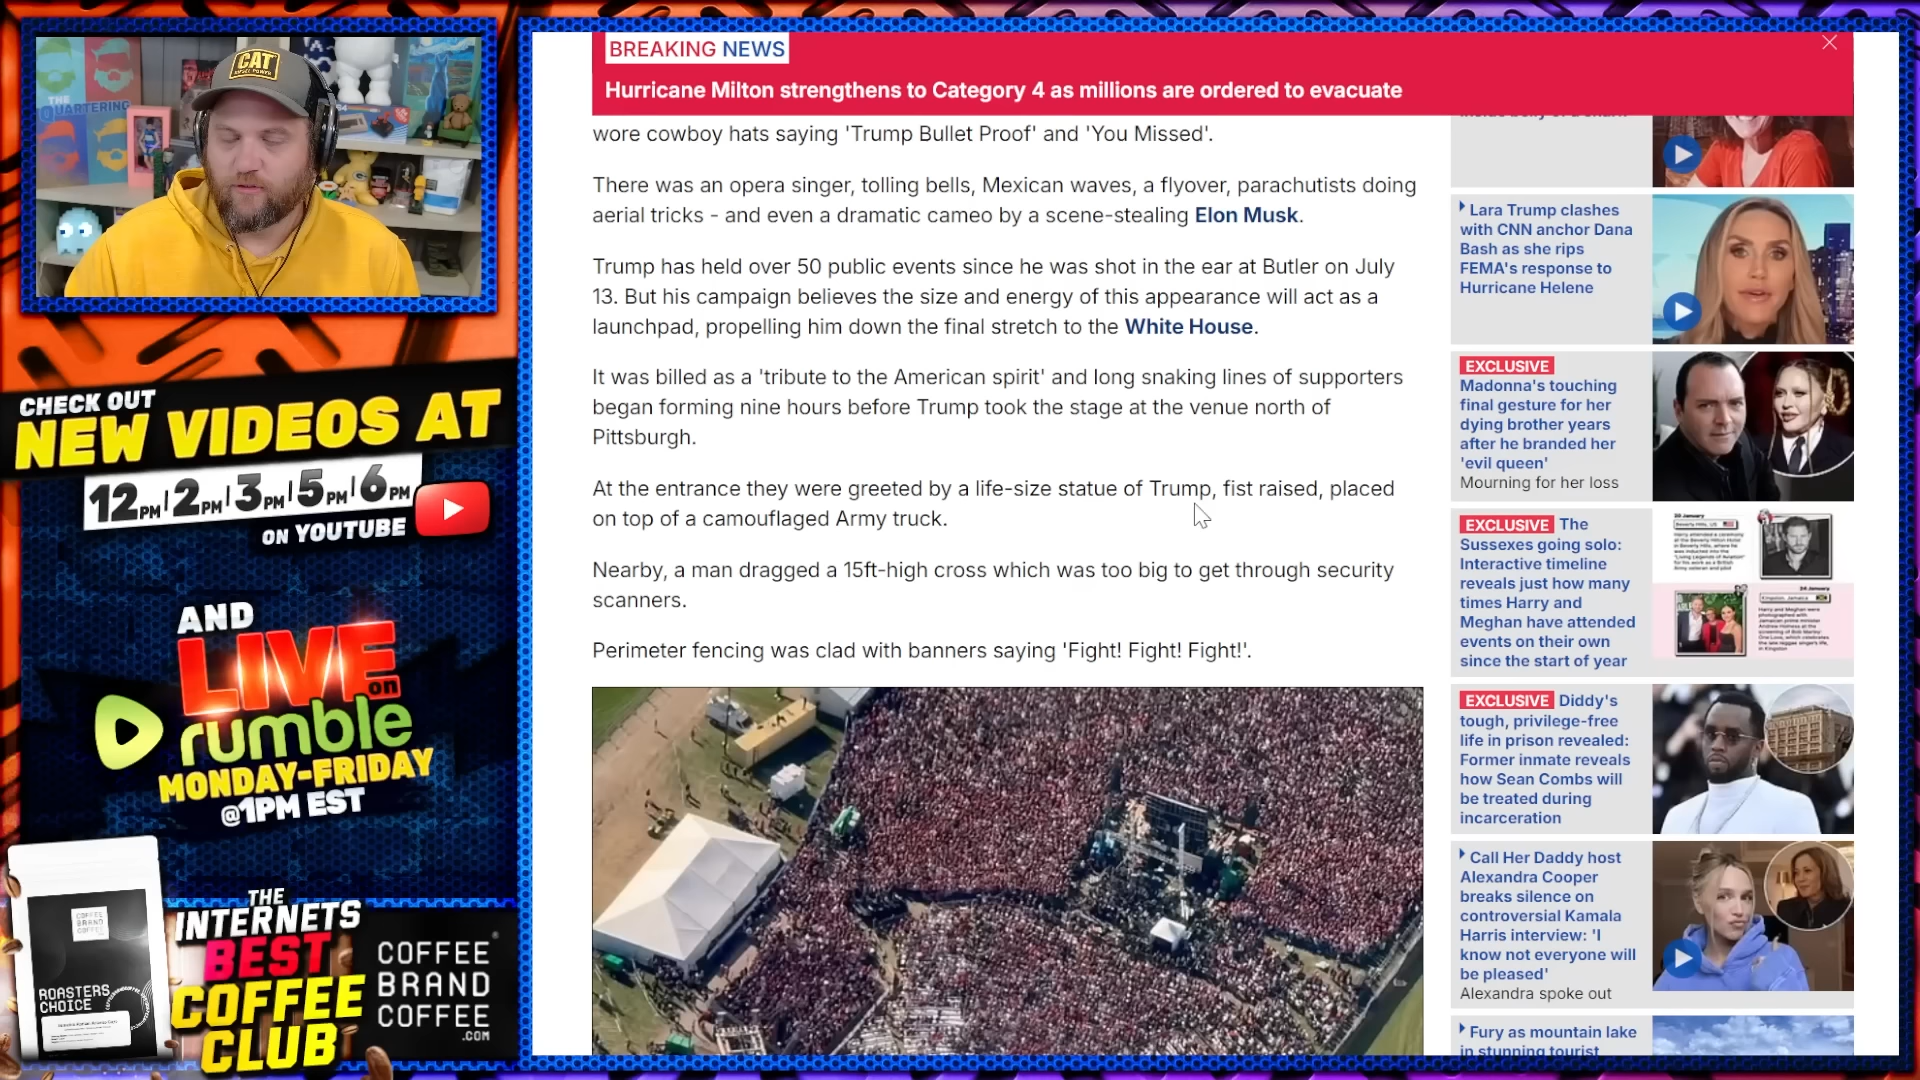 CAT
DIESEL POWER
THE
QUARTERING
CHECK OUT
NEW VIDEOS AT
12PM | 2PM | 3PM | 5PM | 6PM
ON YOUTUBE
AND
LIVE
on
rumble
MONDAY-FRIDAY
@1PM EST
COFFEE
BRAND
COFFEE
ROASTERS
CHOICE
THE
INTERNETS
BEST
COFFEE
CLUB
COFFEE
BRAND
COFFEE
.COM
BREAKING NEWS
Hurricane Milton strengthens to Category 4 as millions are ordered to evacuate
wore cowboy hats saying 'Trump Bullet Proof' and 'You Missed'.
There was an opera singer, tolling bells, Mexican waves, a flyover, parachutists doing
aerial tricks - and even a dramatic cameo by a scene-stealing Elon Musk.
Trump has held over 50 public events since he was shot in the ear at Butler on July
13. But his campaign believes the size and energy of this appearance will act as a
launchpad, propelling him down the final stretch to the White House.
It was billed as a 'tribute to the American spirit' and long snaking lines of supporters
began forming nine hours before Trump took the stage at the venue north of
Pittsburgh.
At the entrance they were greeted by a life-size statue of Trump, fist raised, placed
on top of a camouflaged Army truck.
Nearby, a man dragged a 15ft-high cross which was too big to get through security
scanners.
Perimeter fencing was clad with banners saying 'Fight! Fight! Fight!'.
Lara Trump clashes
with CNN anchor Dana
Bash as she rips
FEMA's response to
Hurricane Helene
EXCLUSIVE
Madonna's touching
final gesture for her
dying brother years
after he branded her
'evil queen'
Mourning for her loss
EXCLUSIVE The
Sussexes going solo:
Interactive timeline
reveals just how many
times Harry and
Meghan have attended
events on their own
since the start of year
EXCLUSIVE Diddy's
tough, privilege-free
life in prison revealed:
Former inmate reveals
how Sean Combs will
be treated during
incarceration
Call Her Daddy host
Alexandra Cooper
breaks silence on
controversial Kamala
Harris interview: 'I
know not everyone will
be pleased'
Alexandra spoke out
Fury as mountain lake
in stunning tourist